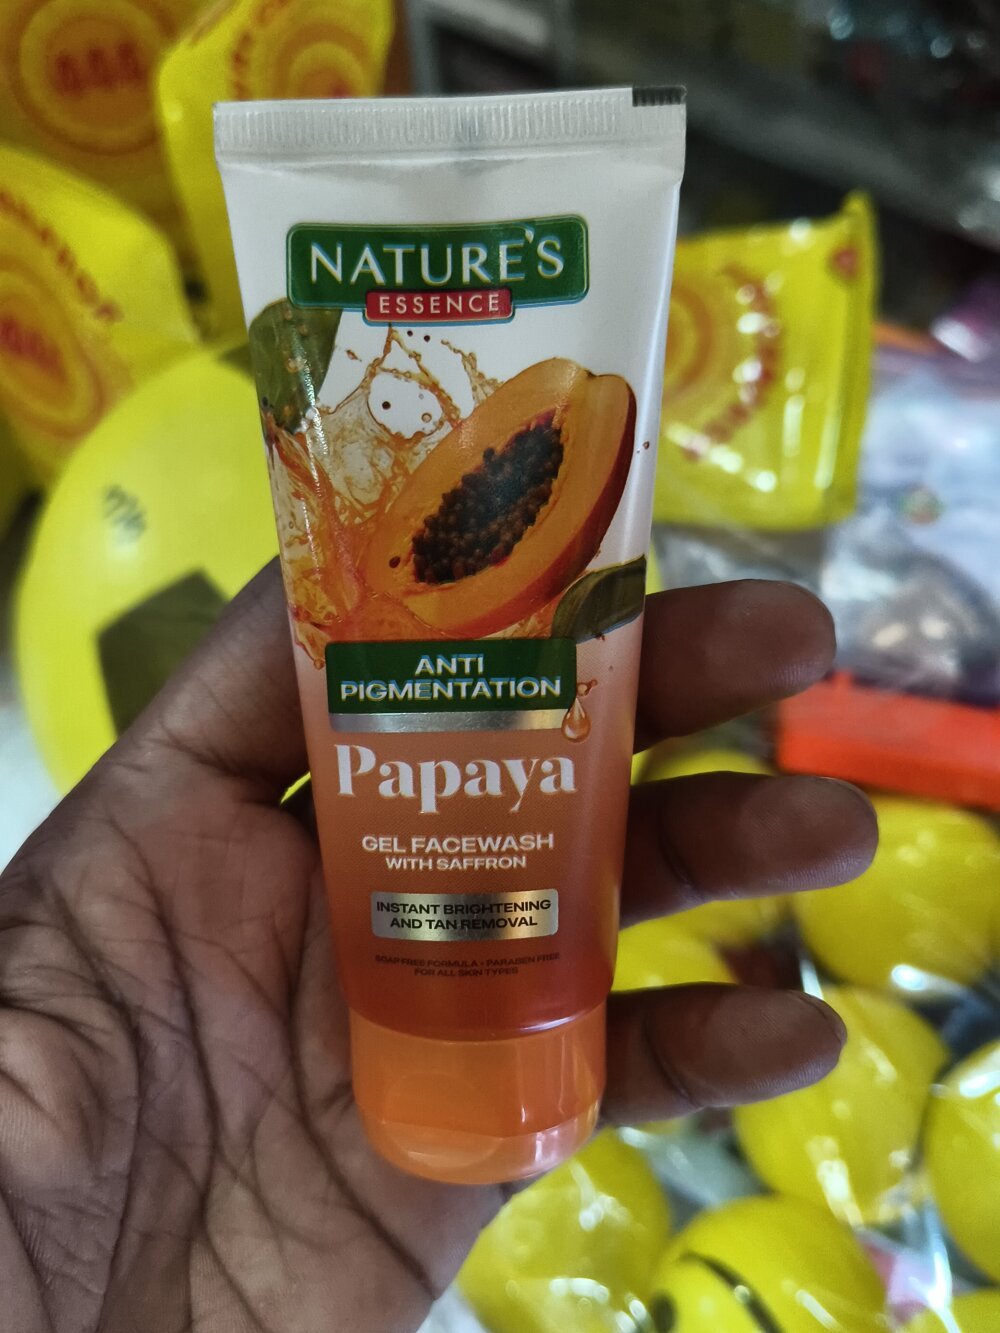 NATURE'S
ESSENCE
ANTI
PIGMENTATION
Papaya
GEL FACEWASH
WITH SAFFRON
INSTANT BRIGHTENING
AND TAN REMOVAL
SOAP FREE FORMULA • PARABEN FREE
FOR ALL SKIN TYPES